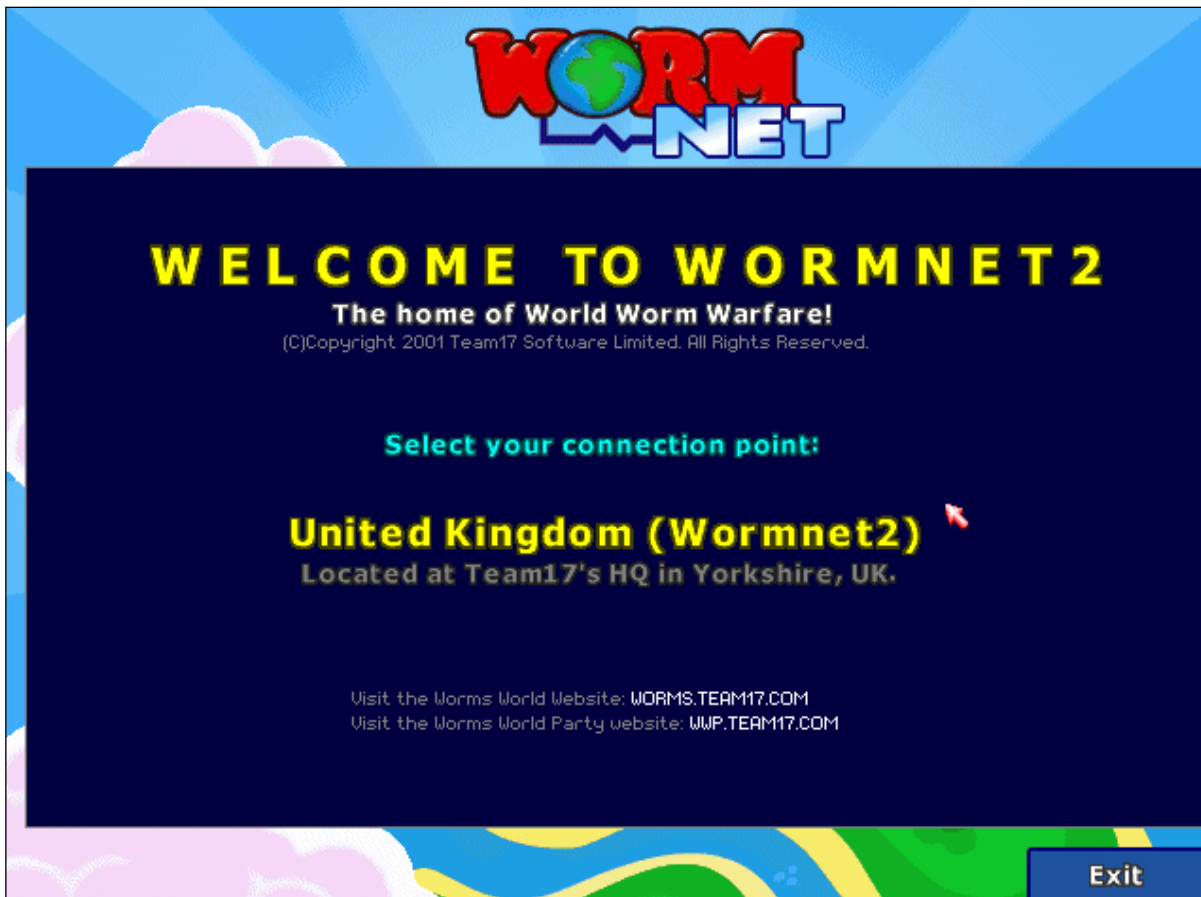 WORM
NET
WELCOME TO WORMNET2
The home of World Worm Warfare!
(C)Copyright 2001 Team17 Software Limited. All Rights Reserved.
Select your connection point:
United Kingdom (Wormnet2)
Located at Team17's HQ in Yorkshire, UK.
Visit the Worms World Website: WORMS.TEAM17.COM
Visit the Worms World Party website: WWP.TEAM17.COM
Exit